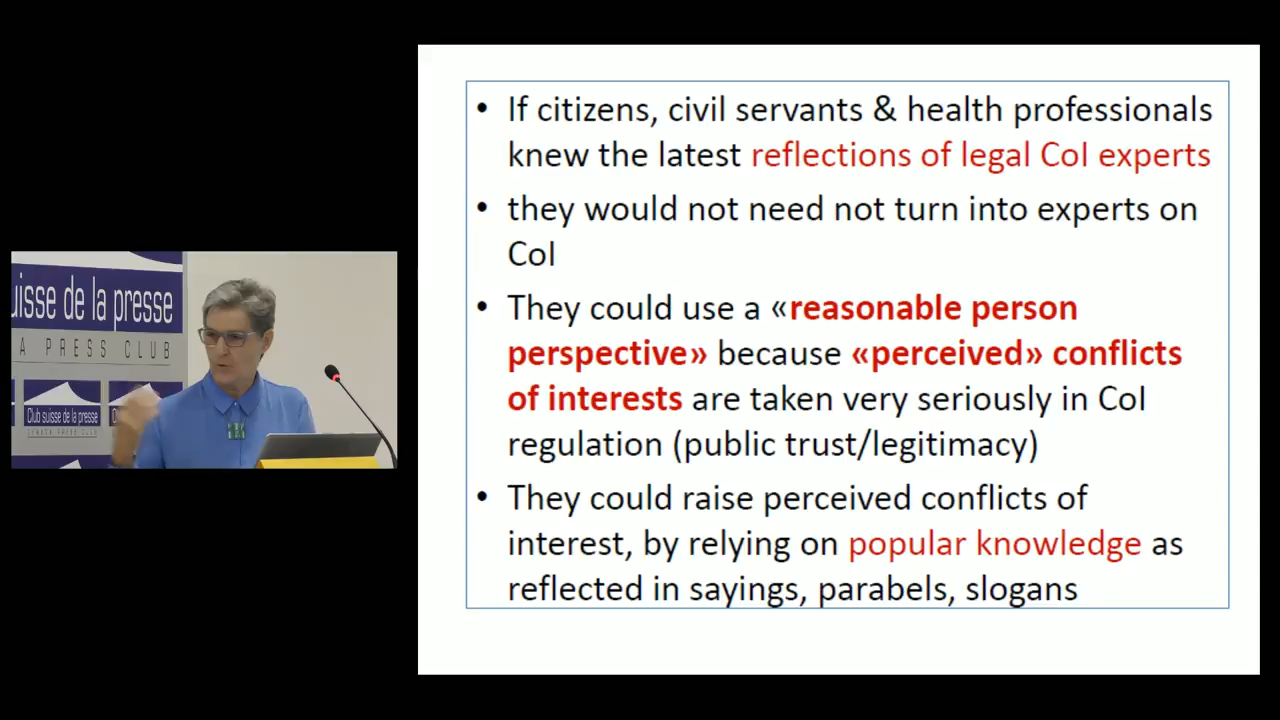 • If citizens, civil servants & health professionals
knew the latest reflections of legal CoI experts
• they would not need not turn into experts on
CoI
• They could use a «reasonable person
perspective» because «perceived» conflicts
of interests are taken very seriously in CoI
regulation (public trust/legitimacy)
• They could raise perceived conflicts of
interest, by relying on popular knowledge as
reflected in sayings, parabels, slogans
uisse de la presse
A PRESS CLUB
Club suisse de la presse
GENEVA PRESS CLUB